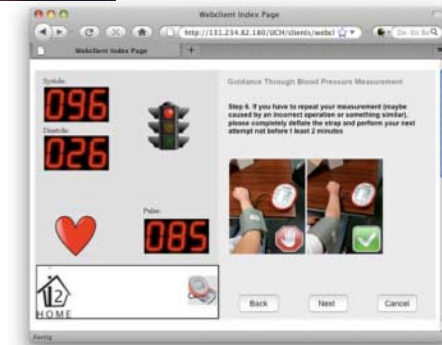 Webclient Index Page
http://131.234.82.180/UCH/clients/webcl
Webclient Index Page
Systole:
096
Diastole:
026
Pulse:
085
i2
HOME
Guidance Through Blood Pressure Measurement
Step 6. If you have to repeat your measurement (maybe
caused by an incorrect operation or something similar),
please completely deflate the strap and perform your next
attempt not before t least 2 minutes
Back
Next
Cancel
Fertig